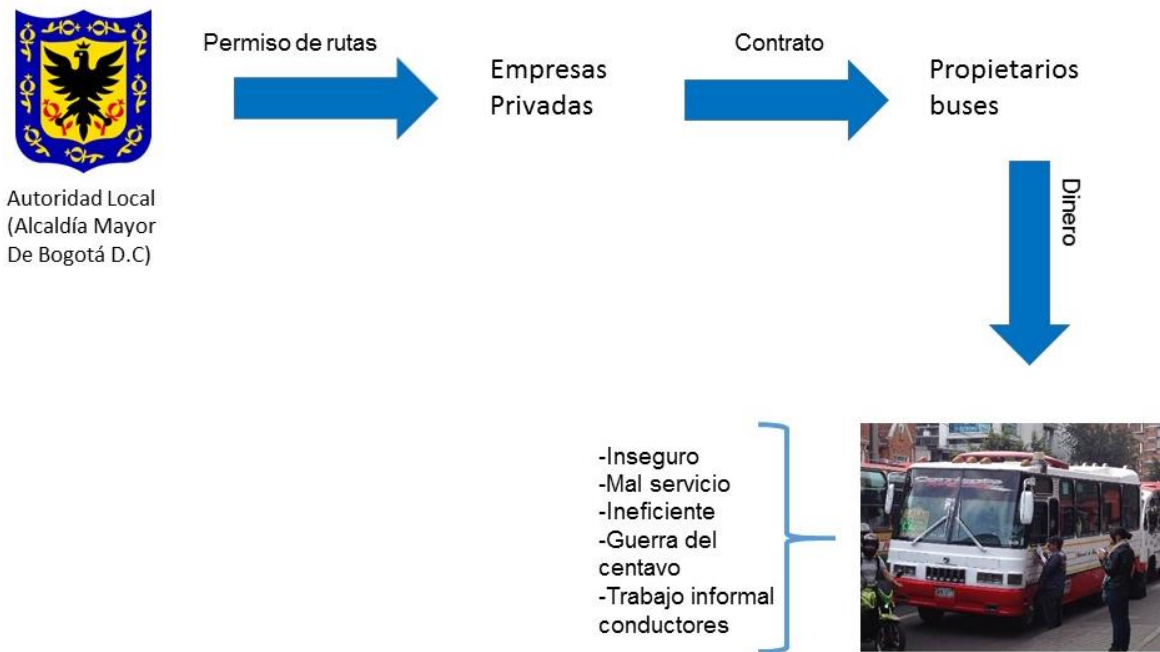 Permiso de rutas
Contrato
Empresas
Privadas
Propietarios
buses
Autoridad Local
(Alcaldía Mayor
De Bogotá D.C)
Dinero
-Inseguro
-Mal servicio
-Ineficiente
-Guerra del
centavo
-Trabajo informal
conductores